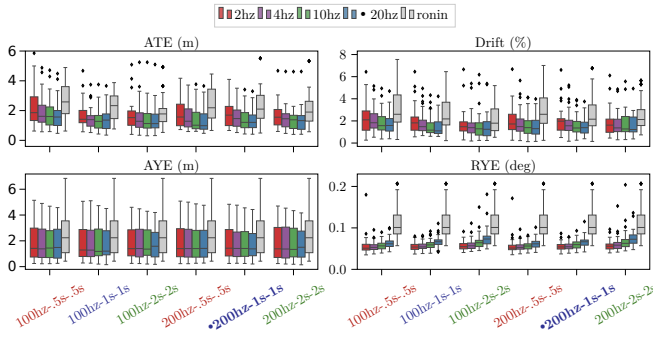 2hz 4hz 10hz 20hz ronin
ATE (m)
6
4
2
0
Drift (%)
8
6
4
2
0
AYE (m)
6
4
2
0
RYE (deg)
0.2
0.1
0.0
100hz-.5s-.5s
100hz-1s-1s
100hz-2s-2s
200hz-.5s-.5s
•200hz-1s-1s
200hz-2s-2s
100hz-.5s-.5s
100hz-1s-1s
100hz-2s-2s
200hz-.5s-.5s
•200hz-1s-1s
200hz-2s-2s